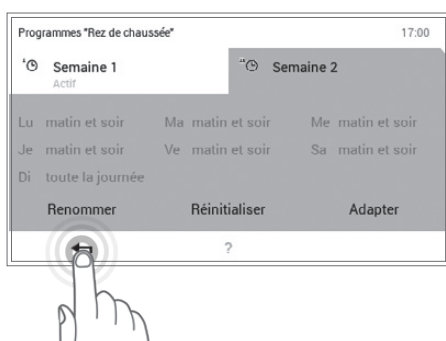 Programmes "Rez de chaussée" 17:00
Semaine 1 Semaine 2
Actif
Lu matin et soir Ma matin et soir Me matin et soir
Je matin et soir Ve matin et soir Sa matin et soir
Di toute la journée
Renommer Réinitialiser Adapter
?